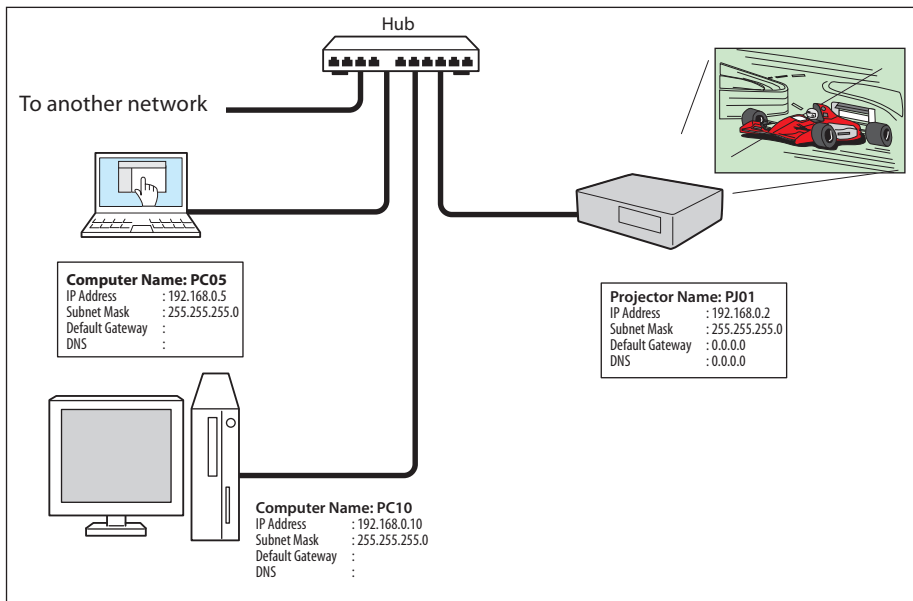 Hub
To another network
Computer Name: PC05
IP Address : 192.168.0.5
Subnet Mask : 255.255.255.0
Default Gateway :
DNS :
Projector Name: PJ01
IP Address : 192.168.0.2
Subnet Mask : 255.255.255.0
Default Gateway : 0.0.0.0
DNS : 0.0.0.0
Computer Name: PC10
IP Address : 192.168.0.10
Subnet Mask : 255.255.255.0
Default Gateway :
DNS :